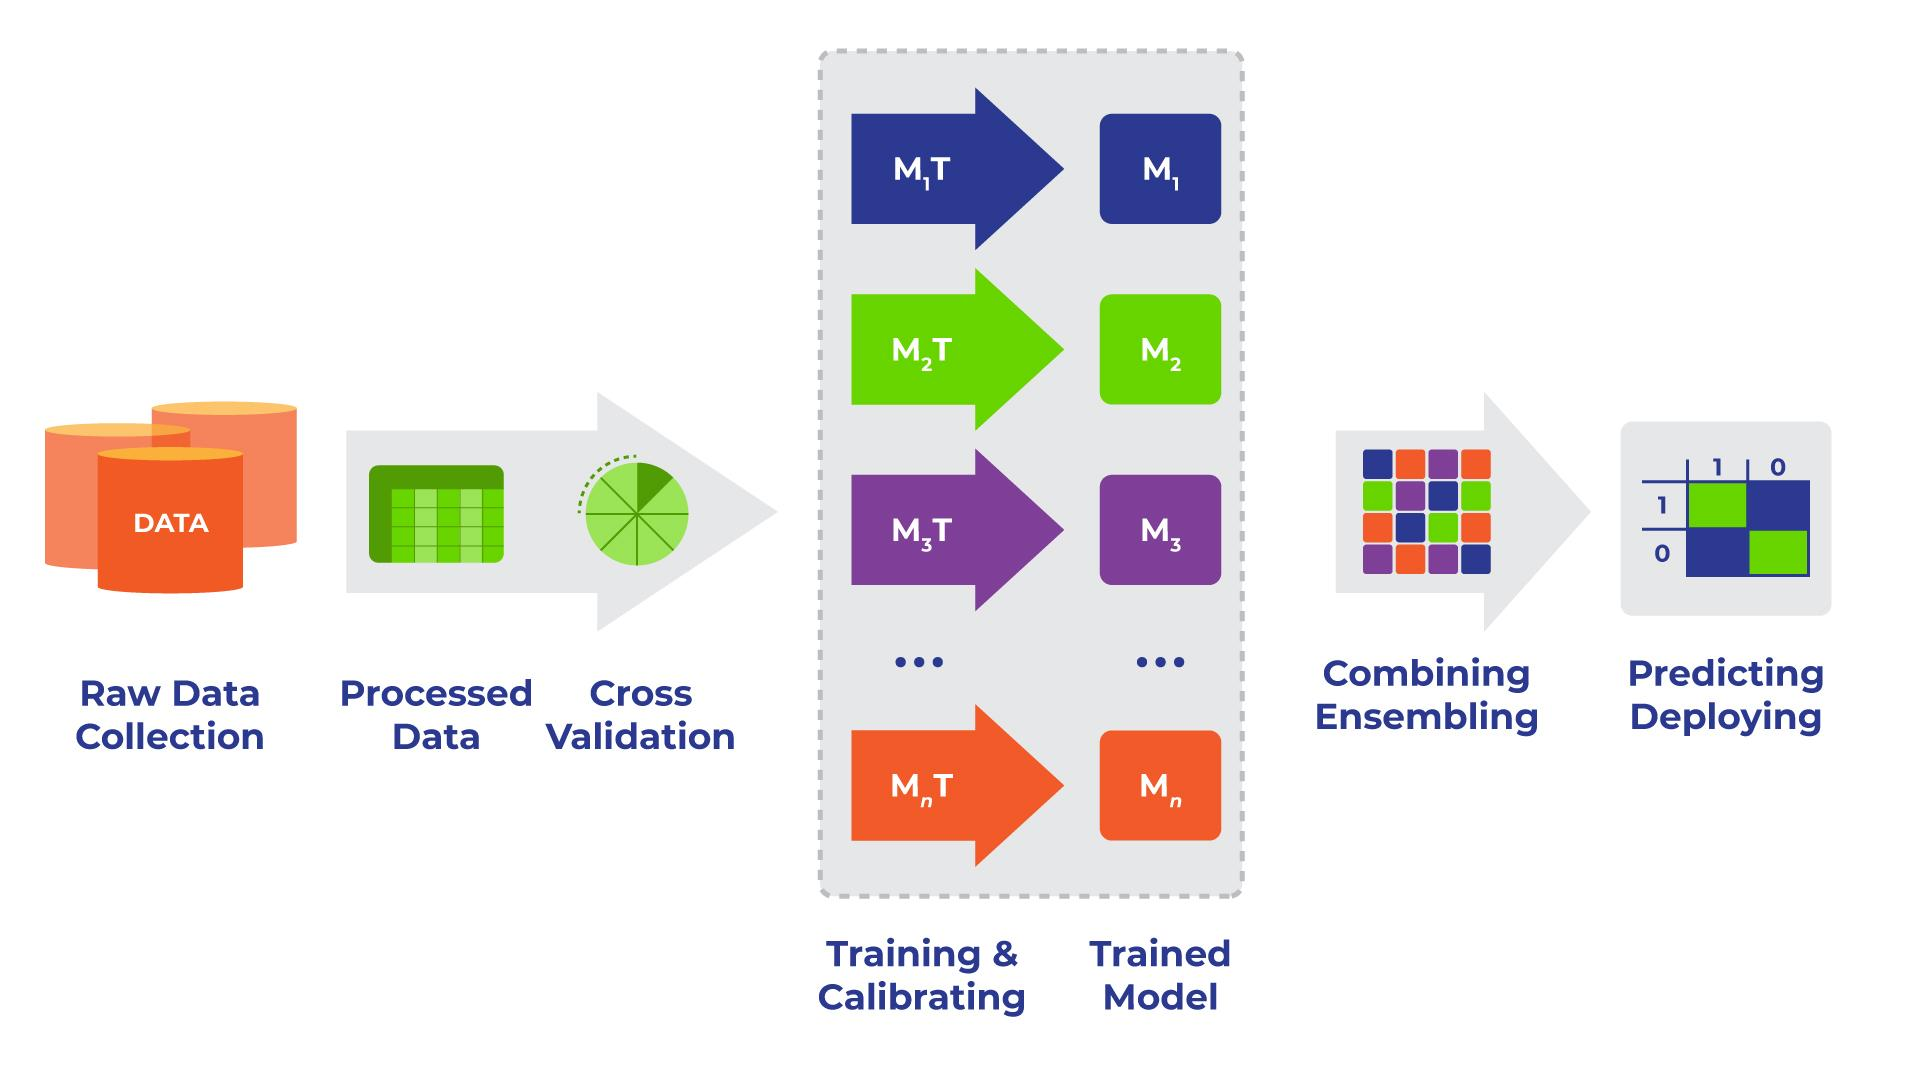 DATA
Raw Data
Collection
Processed
Data
Cross
Validation
M₁T
M₁
M₂T
M₂
M₃T
M₃
...
...
MₙT
Mₙ
Training &
Calibrating
Trained
Model
Combining
Ensembling
1 0
1
0
Predicting
Deploying